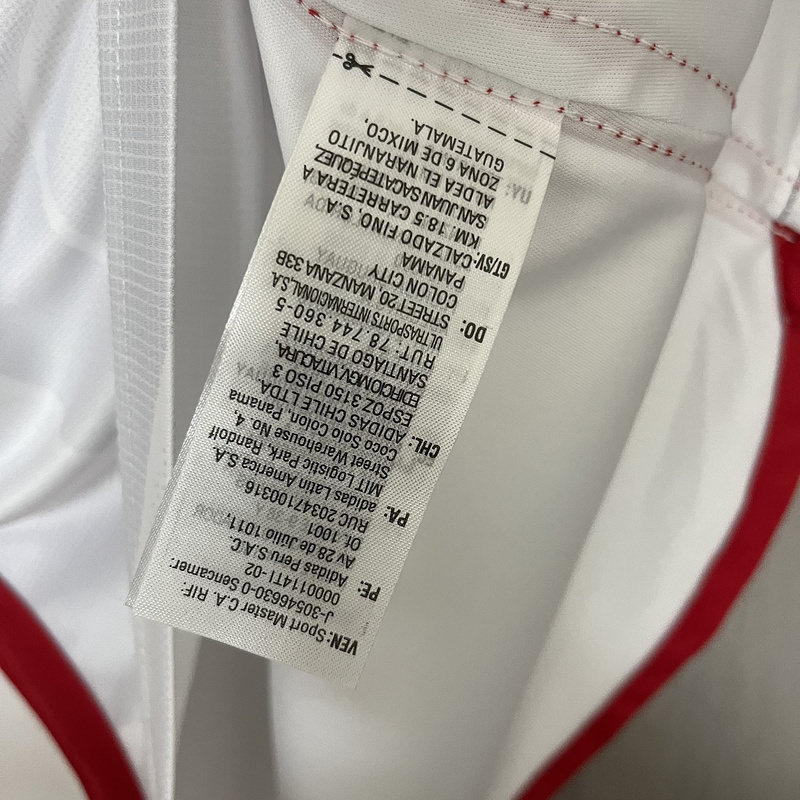 VEN: Sport Master C.A. RIF:
J-30546630-0 Sencamer:
00001114T1-02
PE: Adidas Peru S.A.C.
Av 28 de Julio 1011,
Of. 1001
RUC 20347100316
PA: adidas Latin America S.A.
MIT Logistic Park, Randolf
Street Warehouse No 4,
Coco Solo Colon, Panama
CHL: ADIDAS CHILE LTDA,
ESPOZ 3150 PISO 3
EDIFICIO MGV, VITACURA,
SANTIAGO DE CHILE
RUT: 78 744 360-5
DO: ULTRASPORTS INTERNACIONAL,S.A.
STREET 20 MANZANA 33B
COLON CITY
PANAMA
GT/SV: CALZADO FINO, S.A.
KM. 18.5 CARRETERA A
SAN JUAN SACATEPÉQUEZ,
ALDEA EL NARANJITO
ZONA 6 DE MIXCO,
GUATEMALA.